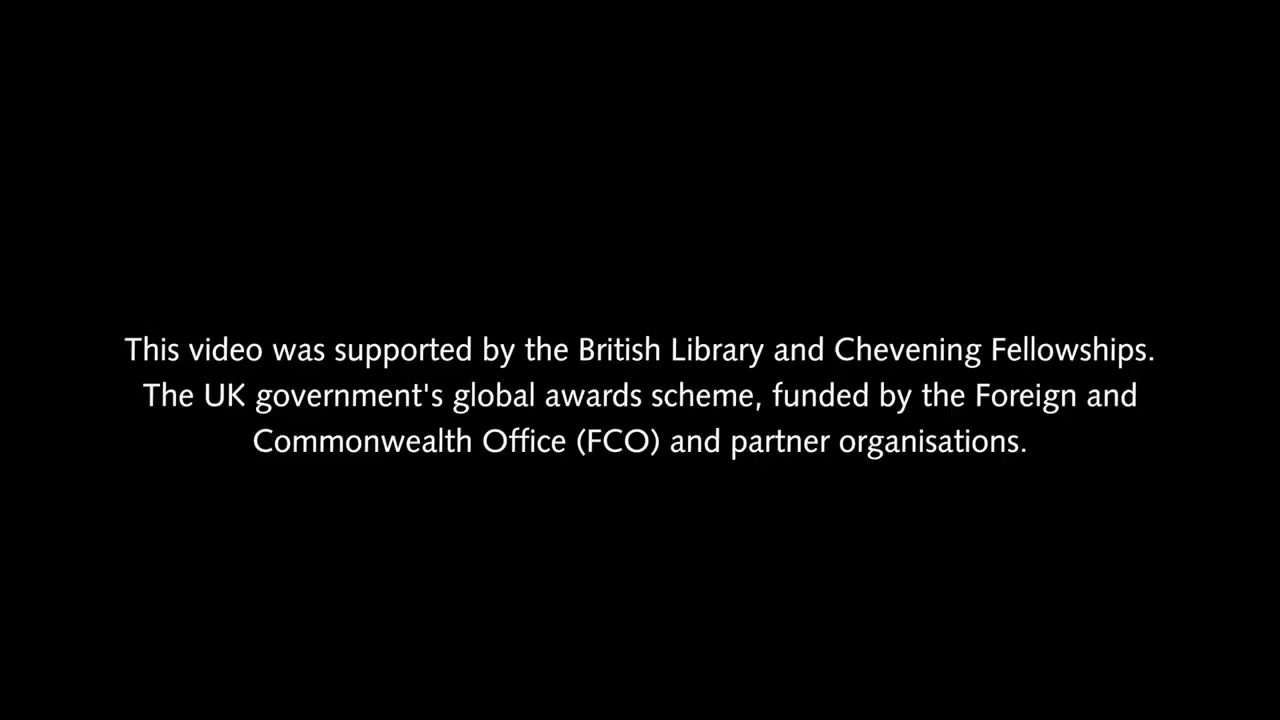 This video was supported by the British Library and Chevening Fellowships.
The UK government's global awards scheme, funded by the Foreign and
Commonwealth Office (FCO) and partner organisations.